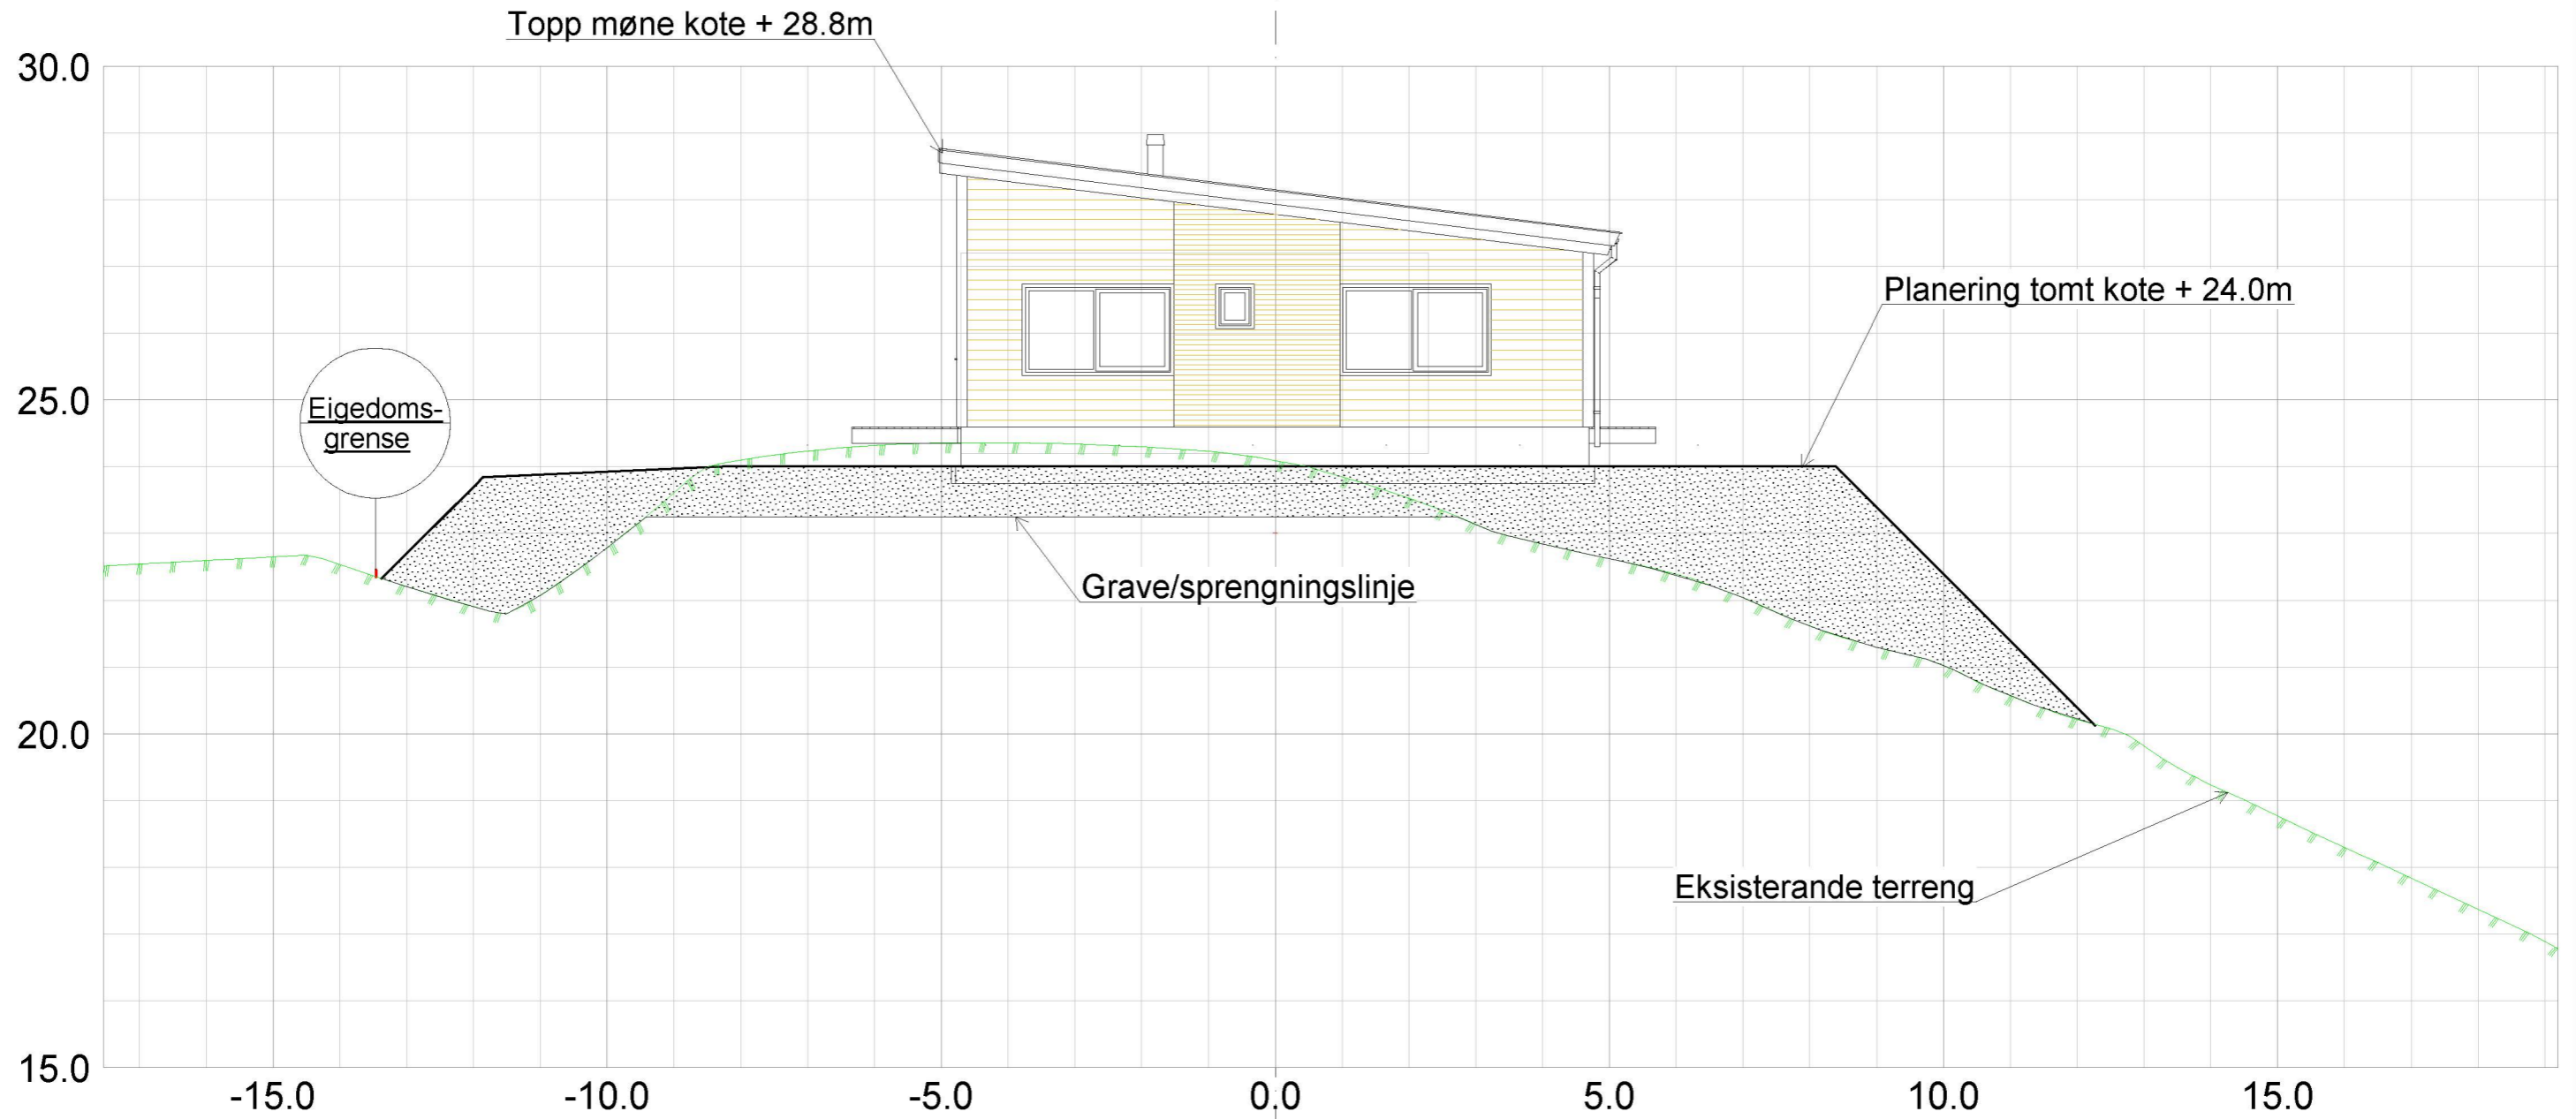 Topp møne kote + 28.8m
30.0
Planering tomt kote + 24.0m
25.0
Eigedoms-
grense
Grave/sprengningslinje
20.0
Eksisterande terreng
15.0
-15.0 -10.0 -5.0 0.0 5.0 10.0 15.0